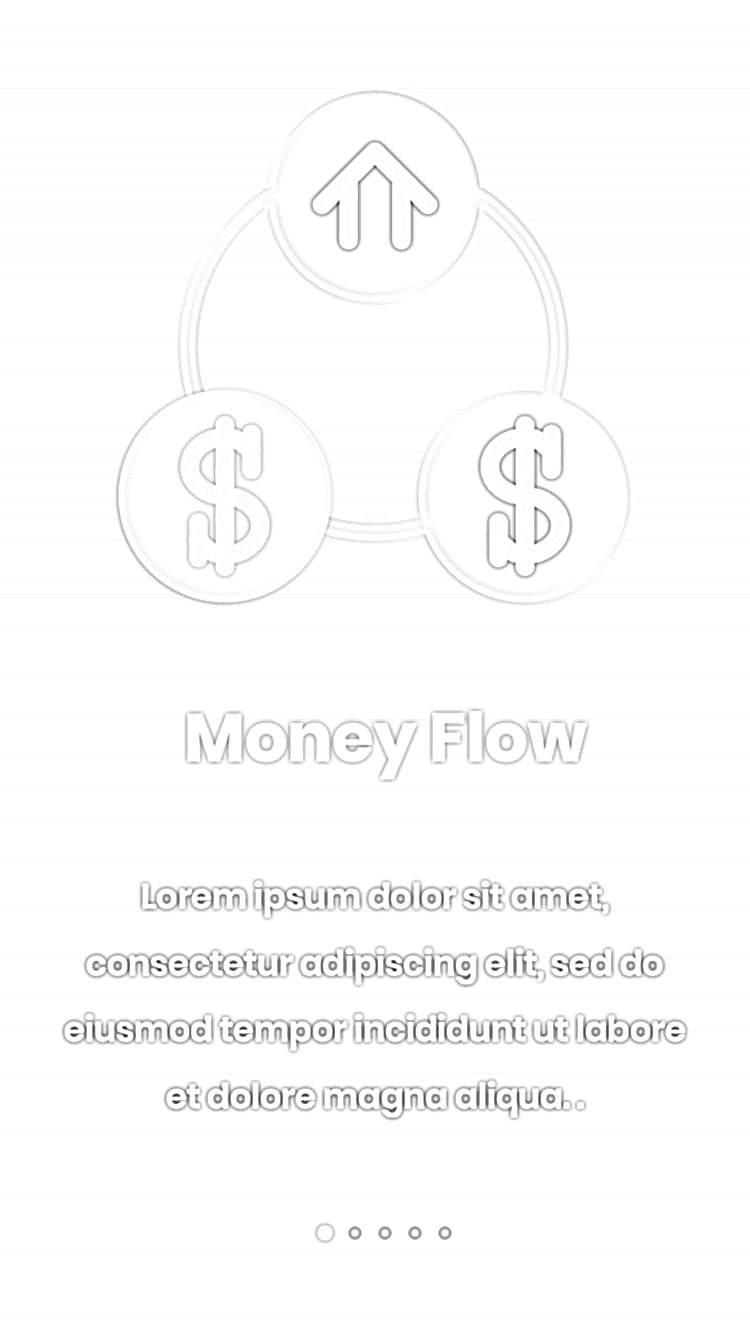 Money Flow
Lorem ipsum dolor sit amet,
consectetur adipiscing elit, sed do
eiusmod tempor incididunt ut labore
et dolore magna aliqua. .